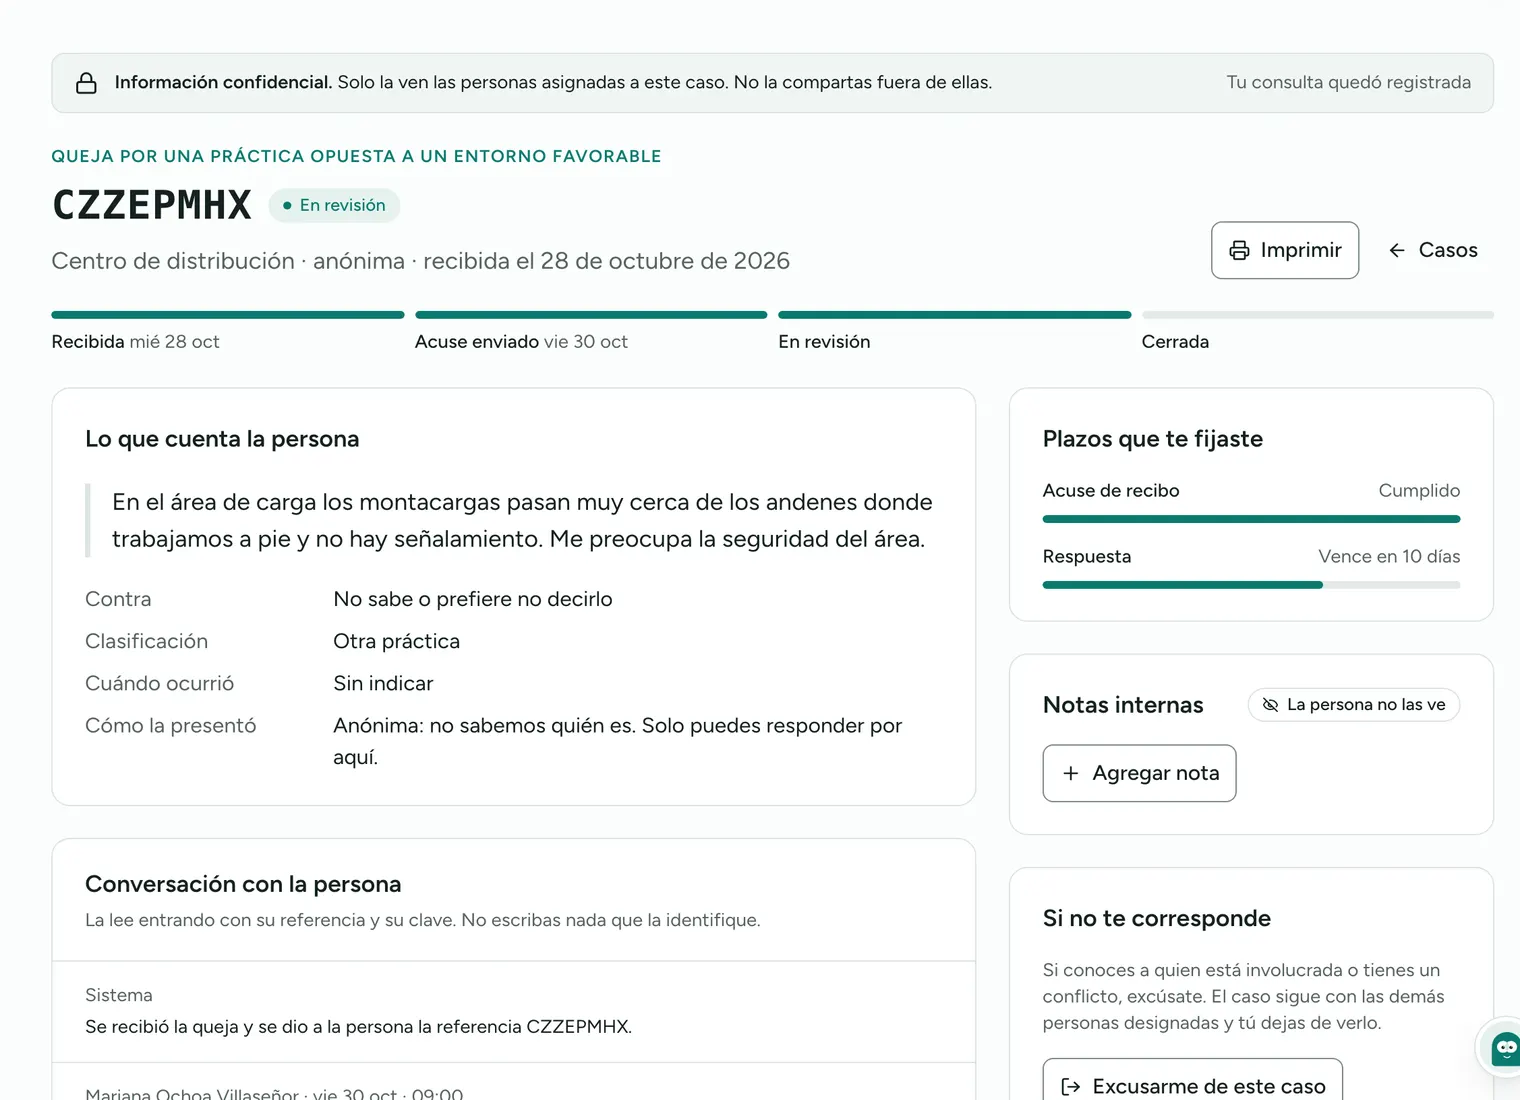 Información confidencial. Solo la ven las personas asignadas a este caso. No la compartas fuera de ellas.
Tu consulta quedó registrada
QUEJA POR UNA PRÁCTICA OPUESTA A UN ENTORNO FAVORABLE
CZZEPMHX
En revisión
Centro de distribución · anónima · recibida el 28 de octubre de 2026
Imprimir
← Casos
Recibida mié 28 oct
Acuse enviado vie 30 oct
En revisión
Cerrada
Lo que cuenta la persona
En el área de carga los montacargas pasan muy cerca de los andenes donde
trabajamos a pie y no hay señalamiento. Me preocupa la seguridad del área.
Contra No sabe o prefiere no decirlo
Clasificación Otra práctica
Cuándo ocurrió Sin indicar
Cómo la presentó Anónima: no sabemos quién es. Solo puedes responder por
aquí.
Conversación con la persona
La lee entrando con su referencia y su clave. No escribas nada que la identifique.
Sistema
Se recibió la queja y se dio a la persona la referencia CZZEPMHX.
Mariana Ochoa Villaseñor · vie 30 oct · 09:00
Plazos que te fijaste
Acuse de recibo Cumplido
Respuesta Vence en 10 días
Notas internas
La persona no las ve
+ Agregar nota
Si no te corresponde
Si conoces a quien está involucrada o tienes un
conflicto, excúsate. El caso sigue con las demás
personas designadas y tú dejas de verlo.
Excusarme de este caso